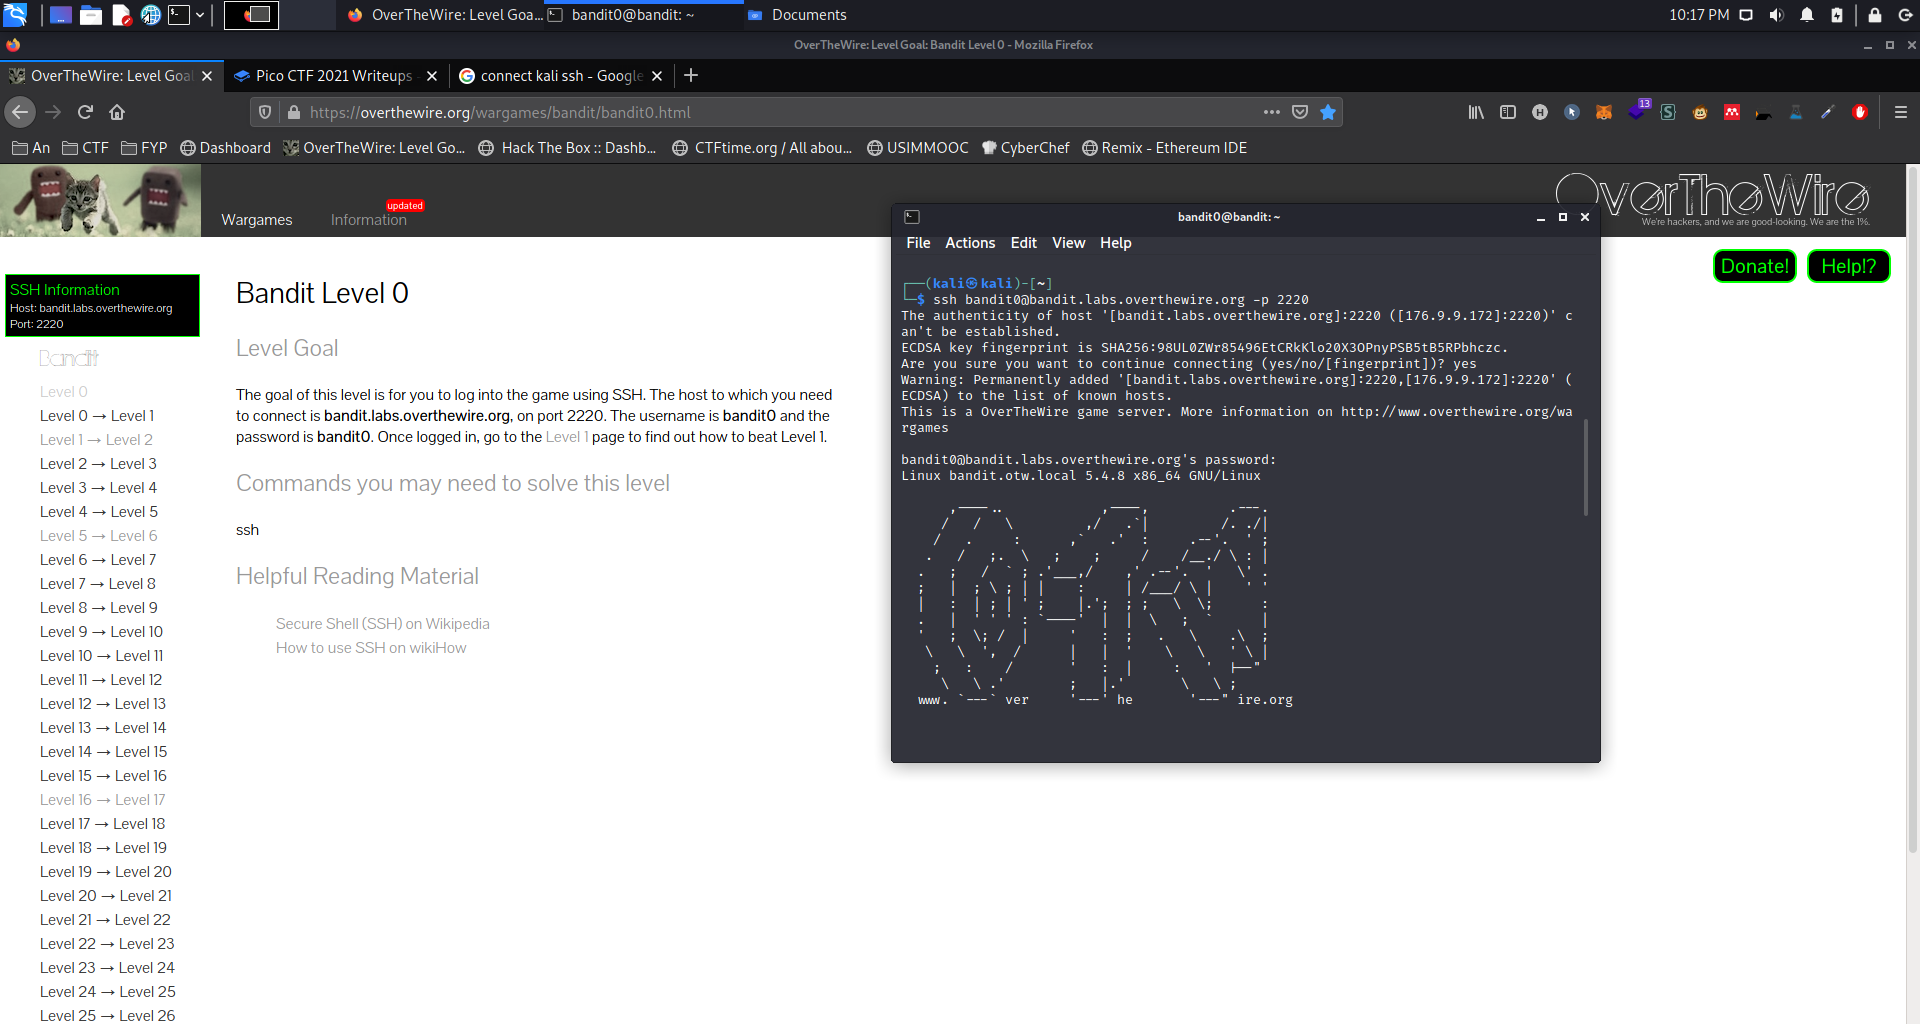 10:17 PM
OverTheWire: Level Goa...
bandit0@bandit: ~
Documents
OverTheWire: Level Goal: Bandit Level 0 - Mozilla Firefox
OverTheWire: Level Goal
Pico CTF 2021 Writeups
connect kali ssh - Google
https://overthewire.org/wargames/bandit/bandit0.html
13
An
CTF
FYP
Dashboard
OverTheWire: Level Go...
Hack The Box :: Dashb...
CTFtime.org / All abou...
USIMMOOC
CyberChef
Remix - Ethereum IDE
Wargames
Information
updated
OverTheWire
We're hackers, and we are good-looking. We are the 1%.
Donate!
Help!?
SSH Information
Host: bandit.labs.overthewire.org
Port: 2220
Bandit
Level 0
Level 0 → Level 1
Level 1 → Level 2
Level 2 → Level 3
Level 3 → Level 4
Level 4 → Level 5
Level 5 → Level 6
Level 6 → Level 7
Level 7 → Level 8
Level 8 → Level 9
Level 9 → Level 10
Level 10 → Level 11
Level 11 → Level 12
Level 12 → Level 13
Level 13 → Level 14
Level 14 → Level 15
Level 15 → Level 16
Level 16 → Level 17
Level 17 → Level 18
Level 18 → Level 19
Level 19 → Level 20
Level 20 → Level 21
Level 21 → Level 22
Level 22 → Level 23
Level 23 → Level 24
Level 24 → Level 25
Level 25 → Level 26
Bandit Level 0
Level Goal
The goal of this level is for you to log into the game using SSH. The host to which you need
to connect is bandit.labs.overthewire.org, on port 2220. The username is bandit0 and the
password is bandit0. Once logged in, go to the Level 1 page to find out how to beat Level 1.
Commands you may need to solve this level
ssh
Helpful Reading Material
Secure Shell (SSH) on Wikipedia
How to use SSH on wikiHow
bandit0@bandit: ~
File Actions Edit View Help
(kali㉿kali)-[~]
$ ssh bandit0@bandit.labs.overthewire.org -p 2220
The authenticity of host '[bandit.labs.overthewire.org]:2220 ([176.9.9.172]:2220)' c
an't be established.
ECDSA key fingerprint is SHA256:98UL0ZWr85496EtCRkKlo20X3OPnyPSB5tB5RPbhczc.
Are you sure you want to continue connecting (yes/no/[fingerprint])? yes
Warning: Permanently added '[bandit.labs.overthewire.org]:2220,[176.9.9.172]:2220' (
ECDSA) to the list of known hosts.
This is a OverTheWire game server. More information on http://www.overthewire.org/wa
rgames
bandit0@bandit.labs.overthewire.org's password:
Linux bandit.otw.local 5.4.8 x86_64 GNU/Linux
www. `---` ver '---' he '---" ire.org